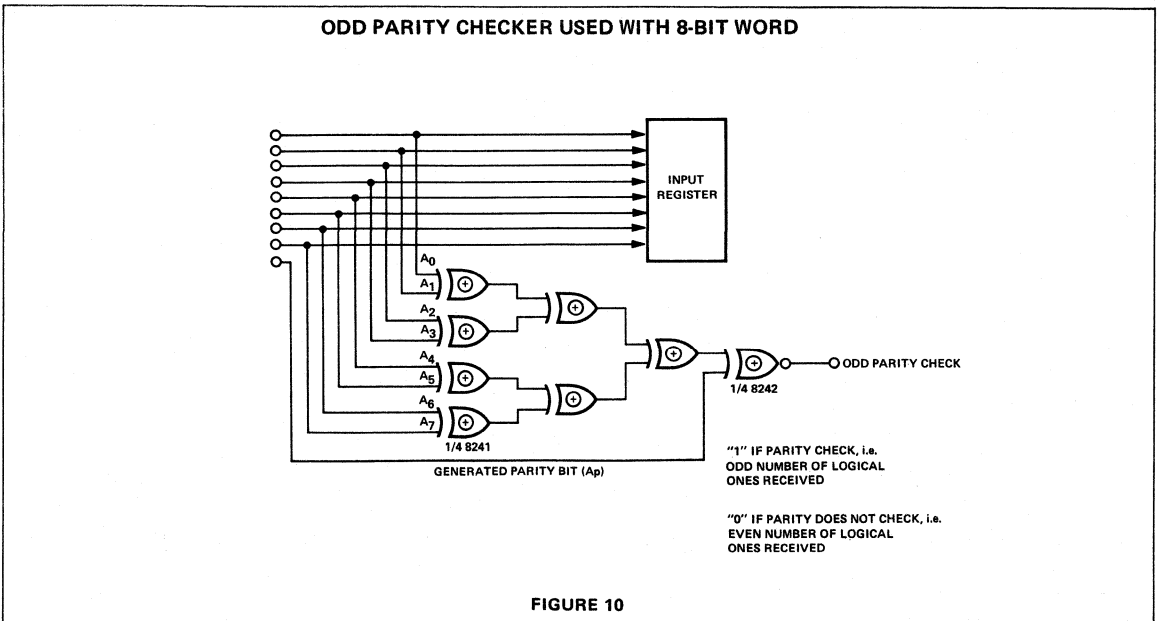 ODD PARITY CHECKER USED WITH 8-BIT WORD
INPUT
REGISTER
A0
A1
A2
A3
A4
A5
A6
A7
1/4 8241
1/4 8242
ODD PARITY CHECK
GENERATED PARITY BIT (Ap)
"1" IF PARITY CHECK, i.e.
ODD NUMBER OF LOGICAL
ONES RECEIVED
"0" IF PARITY DOES NOT CHECK, i.e.
EVEN NUMBER OF LOGICAL
ONES RECEIVED
FIGURE 10